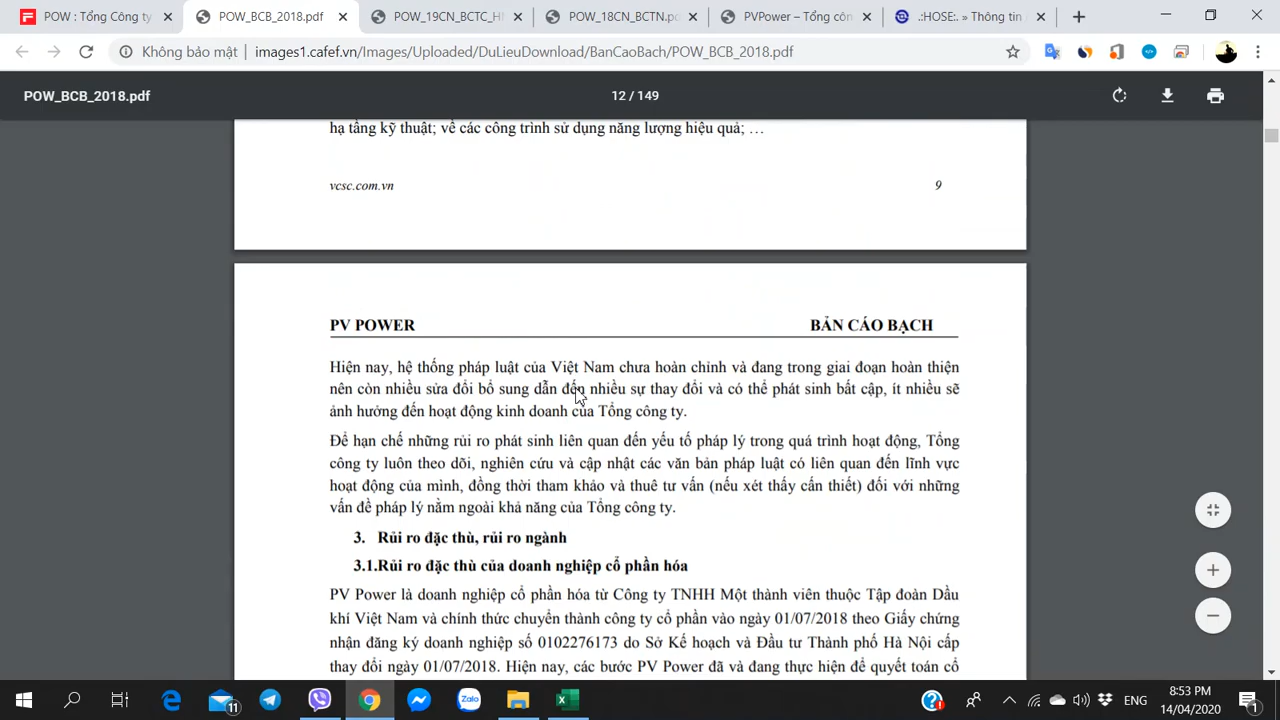 POW : Tổng Công ty
POW_BCB_2018.pdf
POW_19CN_BCTC_H
POW_18CN_BCTN.p
PVPower – Tổng côn
.:HOSE:. » Thông tin
Không bảo mật | images1.cafef.vn/Images/Uploaded/DuLieuDownload/BanCaoBach/POW_BCB_2018.pdf
POW_BCB_2018.pdf
12 / 149
hạ tầng kỹ thuật; về các công trình sử dụng năng lượng hiệu quả; …
vcsc.com.vn
9
PV POWER
BẢN CÁO BẠCH
Hiện nay, hệ thống pháp luật của Việt Nam chưa hoàn chỉnh và đang trong giai đoạn hoàn thiện
nên còn nhiều sửa đổi bổ sung dẫn đến nhiều sự thay đổi và có thể phát sinh bất cập, ít nhiều sẽ
ảnh hưởng đến hoạt động kinh doanh của Tổng công ty.
Để hạn chế những rủi ro phát sinh liên quan đến yếu tố pháp lý trong quá trình hoạt động, Tổng
công ty luôn theo dõi, nghiên cứu và cập nhật các văn bản pháp luật có liên quan đến lĩnh vực
hoạt động của mình, đồng thời tham khảo và thuê tư vấn (nếu xét thấy cần thiết) đối với những
vấn đề pháp lý nằm ngoài khả năng của Tổng công ty.
3. Rủi ro đặc thù, rủi ro ngành
3.1.Rủi ro đặc thù của doanh nghiệp cổ phần hóa
PV Power là doanh nghiệp cổ phần hóa từ Công ty TNHH Một thành viên thuộc Tập đoàn Dầu
khí Việt Nam và chính thức chuyển thành công ty cổ phần vào ngày 01/07/2018 theo Giấy chứng
nhận đăng ký doanh nghiệp số 0102276173 do Sở Kế hoạch và Đầu tư Thành phố Hà Nội cấp
thay đổi ngày 01/07/2018. Hiện nay, các bước PV Power đã và đang thực hiện để quyết toán cổ
11
Zalo
ENG
8:53 PM
14/04/2020
1